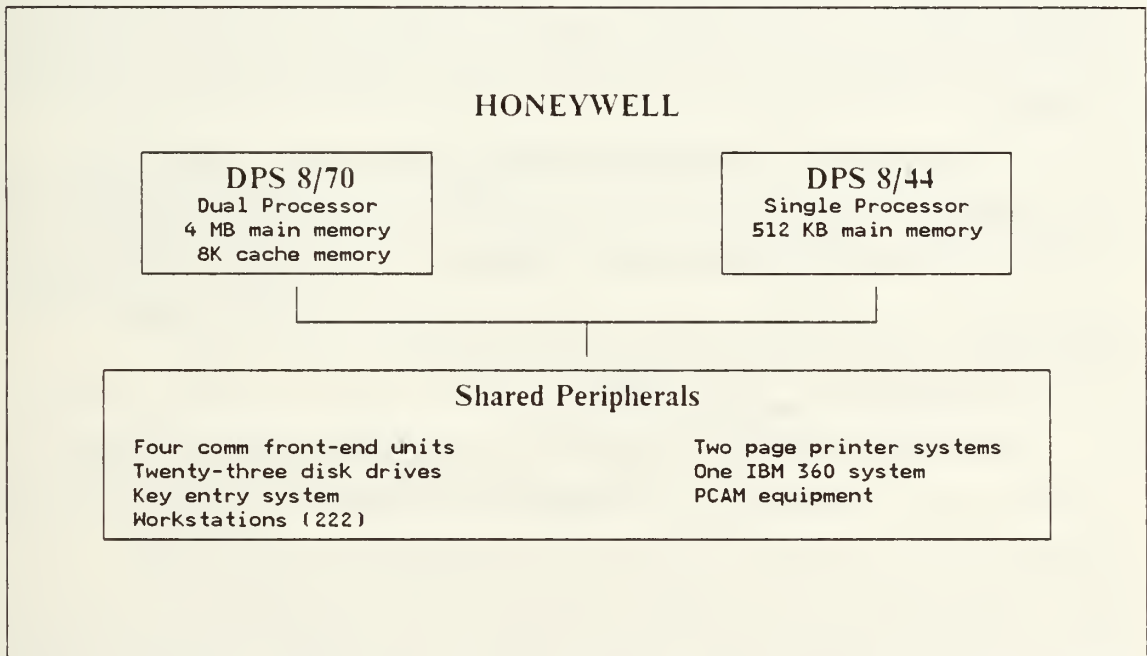 HONEYWELL
DPS 8/70
Dual Processor
4 MB main memory
8K cache memory
DPS 8/44
Single Processor
512 KB main memory
Shared Peripherals
Four comm front-end units
Twenty-three disk drives
Key entry system
Workstations (222)
Two page printer systems
One IBM 360 system
PCAM equipment